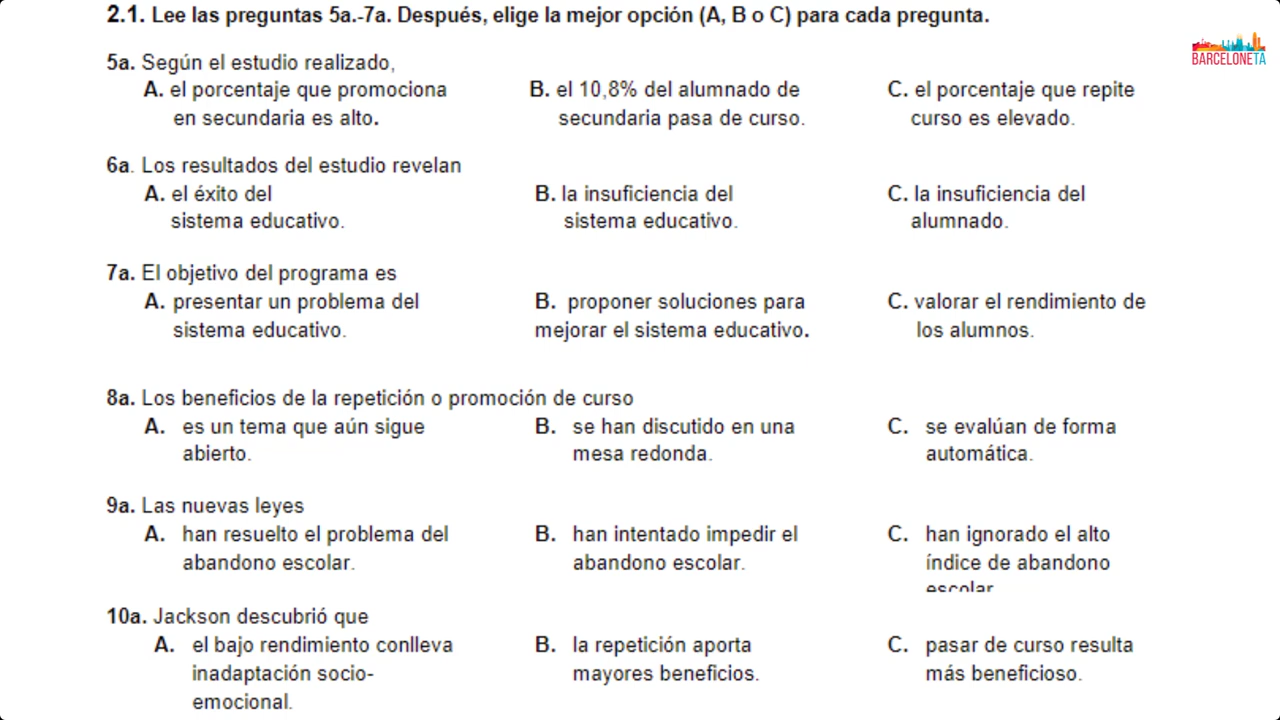 2.1. Lee las preguntas 5a.-7a. Después, elige la mejor opción (A, B o C) para cada pregunta.
BARCELONETA
5a. Según el estudio realizado,
A. el porcentaje que promociona
en secundaria es alto.
B. el 10,8% del alumnado de
secundaria pasa de curso.
C. el porcentaje que repite
curso es elevado.
6a. Los resultados del estudio revelan
A. el éxito del
sistema educativo.
B. la insuficiencia del
sistema educativo.
C. la insuficiencia del
alumnado.
7a. El objetivo del programa es
A. presentar un problema del
sistema educativo.
B. proponer soluciones para
mejorar el sistema educativo.
C. valorar el rendimiento de
los alumnos.
8a. Los beneficios de la repetición o promoción de curso
A. es un tema que aún sigue
abierto.
B. se han discutido en una
mesa redonda.
C. se evalúan de forma
automática.
9a. Las nuevas leyes
A. han resuelto el problema del
abandono escolar.
B. han intentado impedir el
abandono escolar.
C. han ignorado el alto
índice de abandono
escolar
10a. Jackson descubrió que
A. el bajo rendimiento conlleva
inadaptación socio-
emocional.
B. la repetición aporta
mayores beneficios.
C. pasar de curso resulta
más beneficioso.